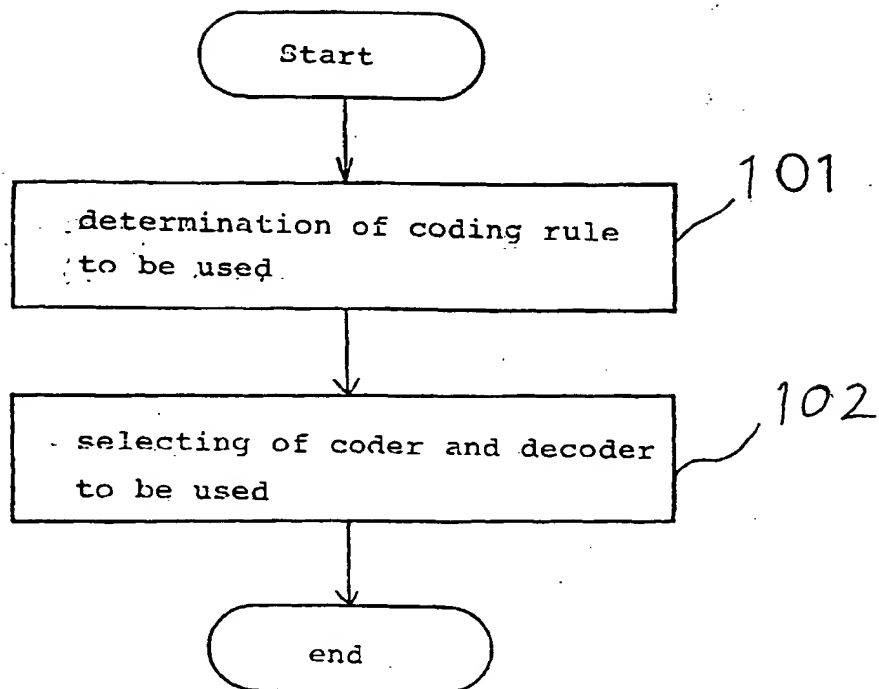 Start
101
determination of coding rule
to be used
102
selecting of coder and decoder
to be used
end